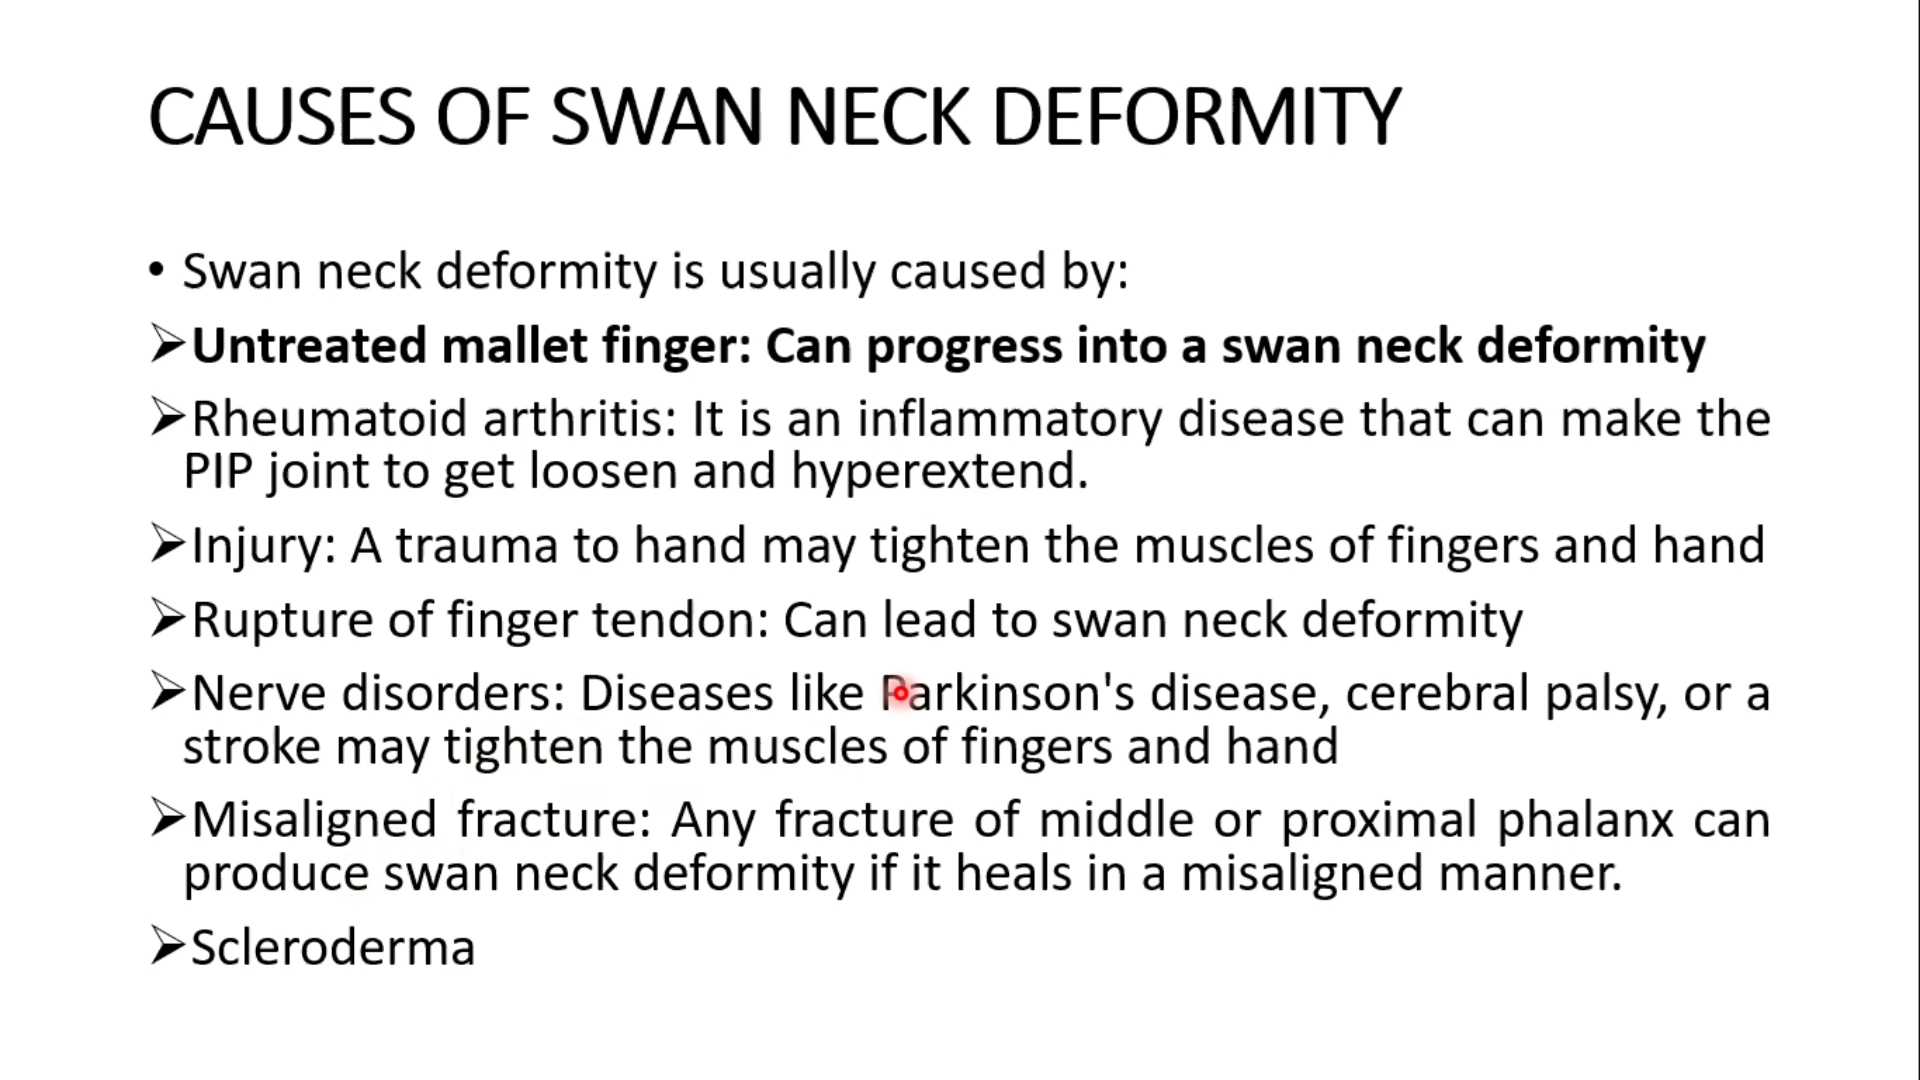 CAUSES OF SWAN NECK DEFORMITY
• Swan neck deformity is usually caused by:
➢Untreated mallet finger: Can progress into a swan neck deformity
➢Rheumatoid arthritis: It is an inflammatory disease that can make the
PIP joint to get loosen and hyperextend.
➢Injury: A trauma to hand may tighten the muscles of fingers and hand
➢Rupture of finger tendon: Can lead to swan neck deformity
➢Nerve disorders: Diseases like Parkinson's disease, cerebral palsy, or a
stroke may tighten the muscles of fingers and hand
➢Misaligned fracture: Any fracture of middle or proximal phalanx can
produce swan neck deformity if it heals in a misaligned manner.
➢Scleroderma